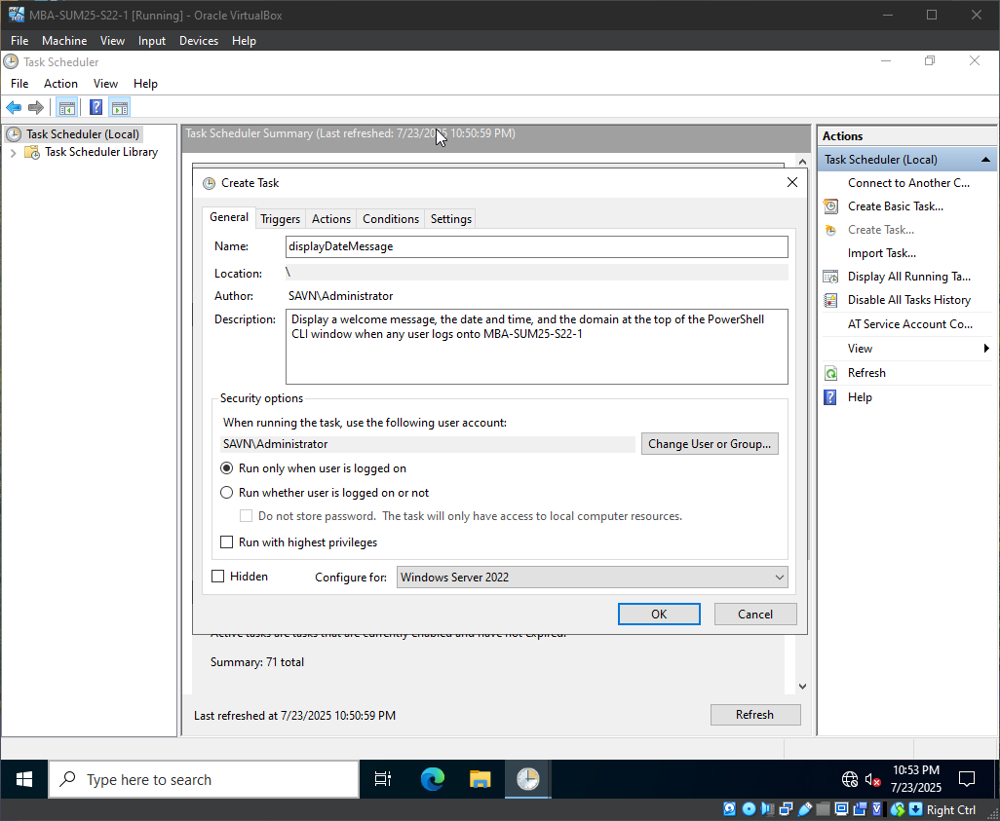 MBA-SUM25-S22-1 [Running] - Oracle VirtualBox
File Machine View Input Devices Help
Task Scheduler
File Action View Help
Task Scheduler (Local)
Task Scheduler Library
Task Scheduler Summary (Last refreshed: 7/23/2025 10:50:59 PM)
Create Task
General Triggers Actions Conditions Settings
Name: displayDateMessage
Location: \
Author: SAVN\Administrator
Description: Display a welcome message, the date and time, and the domain at the top of the PowerShell
CLI window when any user logs onto MBA-SUM25-S22-1
Security options
When running the task, use the following user account:
SAVN\Administrator Change User or Group...
Run only when user is logged on
Run whether user is logged on or not
Do not store password. The task will only have access to local computer resources.
Run with highest privileges
Hidden Configure for: Windows Server 2022
OK Cancel
Active tasks are tasks that are currently enabled and have not expired.
Summary: 71 total
Last refreshed at 7/23/2025 10:50:59 PM Refresh
Actions
Task Scheduler (Local)
Connect to Another C...
Create Basic Task...
Create Task...
Import Task...
Display All Running Ta...
Disable All Tasks History
AT Service Account Co...
View
Refresh
Help
Type here to search
10:53 PM
7/23/2025
Right Ctrl